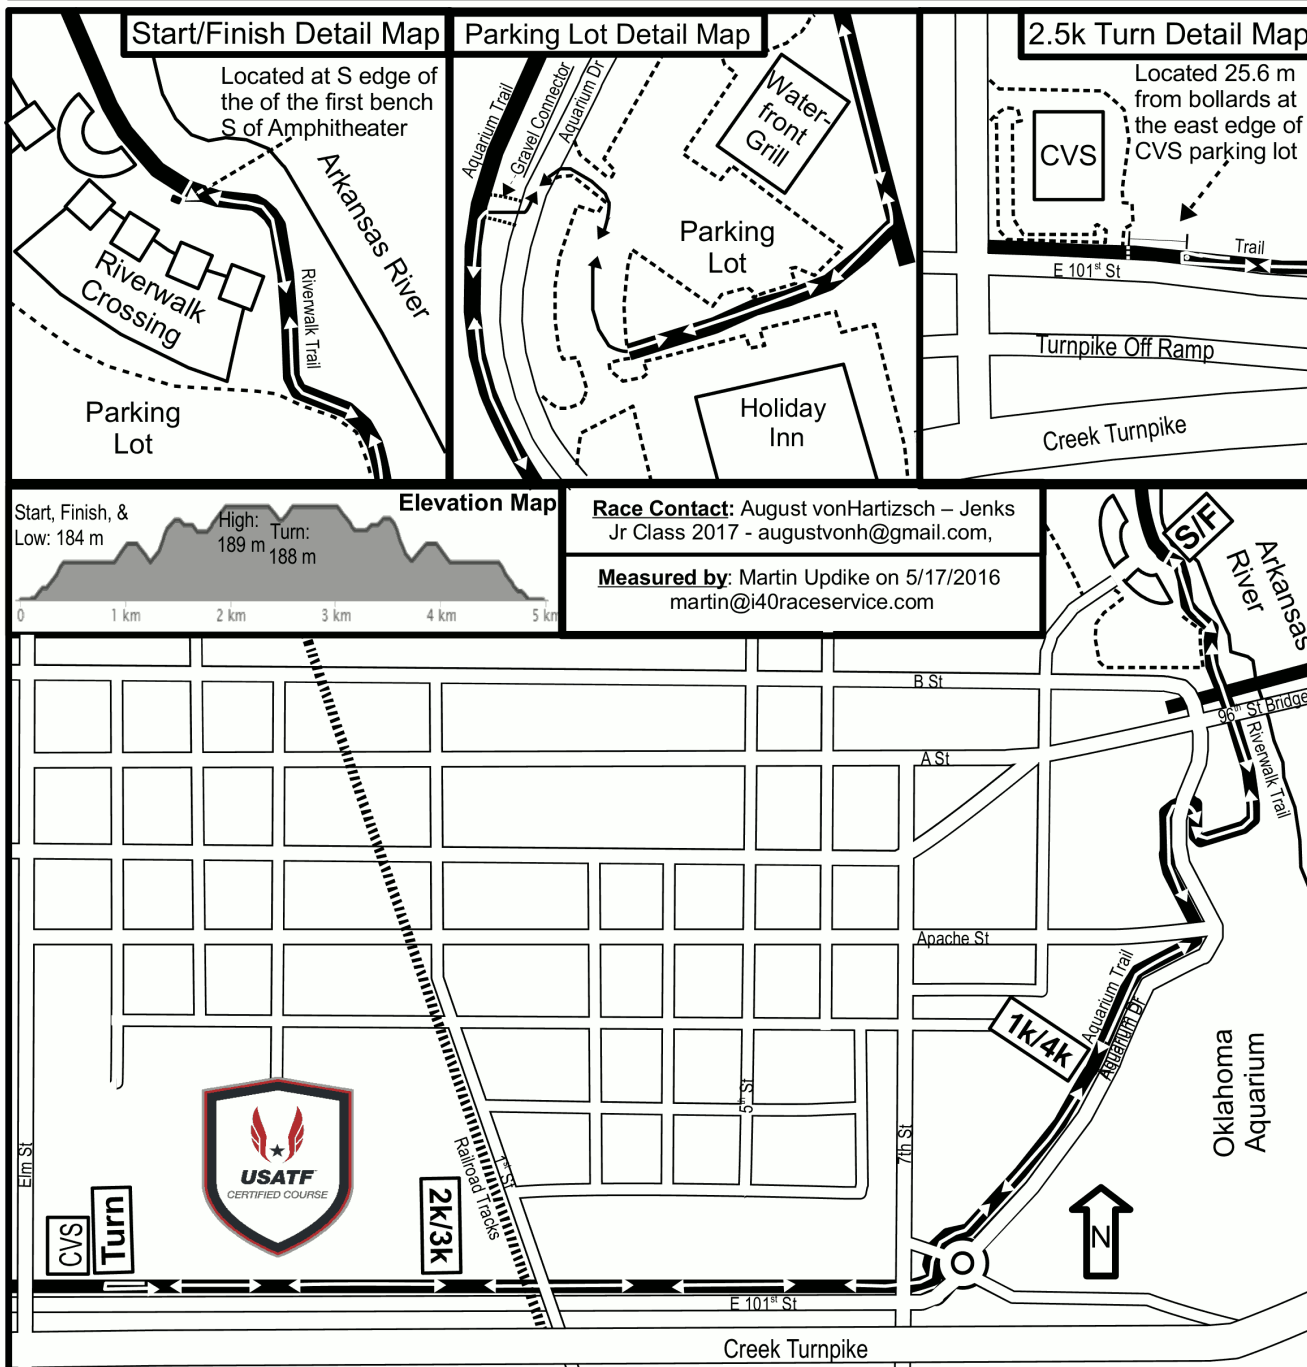 Start/Finish Detail Map
Located at S edge of
the of the first bench
S of Amphitheater
Arkansas River
Riverwalk
Crossing
Riverwalk Trail
Parking
Lot
Parking Lot Detail Map
Aquarium Trail
Gravel Connector
Aquarium Dr
Water-
front
Grill
Parking
Lot
Holiday
Inn
2.5k Turn Detail Map
Located 25.6 m
from bollards at
the east edge of
CVS parking lot
CVS
Trail
E 101st St
Turnpike Off Ramp
Creek Turnpike
Elevation Map
Start, Finish, &
Low: 184 m
High:
189 m
Turn:
188 m
0 1 km 2 km 3 km 4 km 5 km
Race Contact: August vonHartizsch – Jenks
Jr Class 2017 - augustvonh@gmail.com,
Measured by: Martin Updike on 5/17/2016
martin@i40raceservice.com
S/F
Arkansas
River
B St
96th St Bridge
A St
Riverwalk Trail
Apache St
Aquarium Trail
Aquarium Dr
1k/4k
Oklahoma
Aquarium
5th St
7th St
Elm St
1st St
Railroad Tracks
USATF
CERTIFIED COURSE
CVS
Turn
2k/3k
N
E 101st St
Creek Turnpike